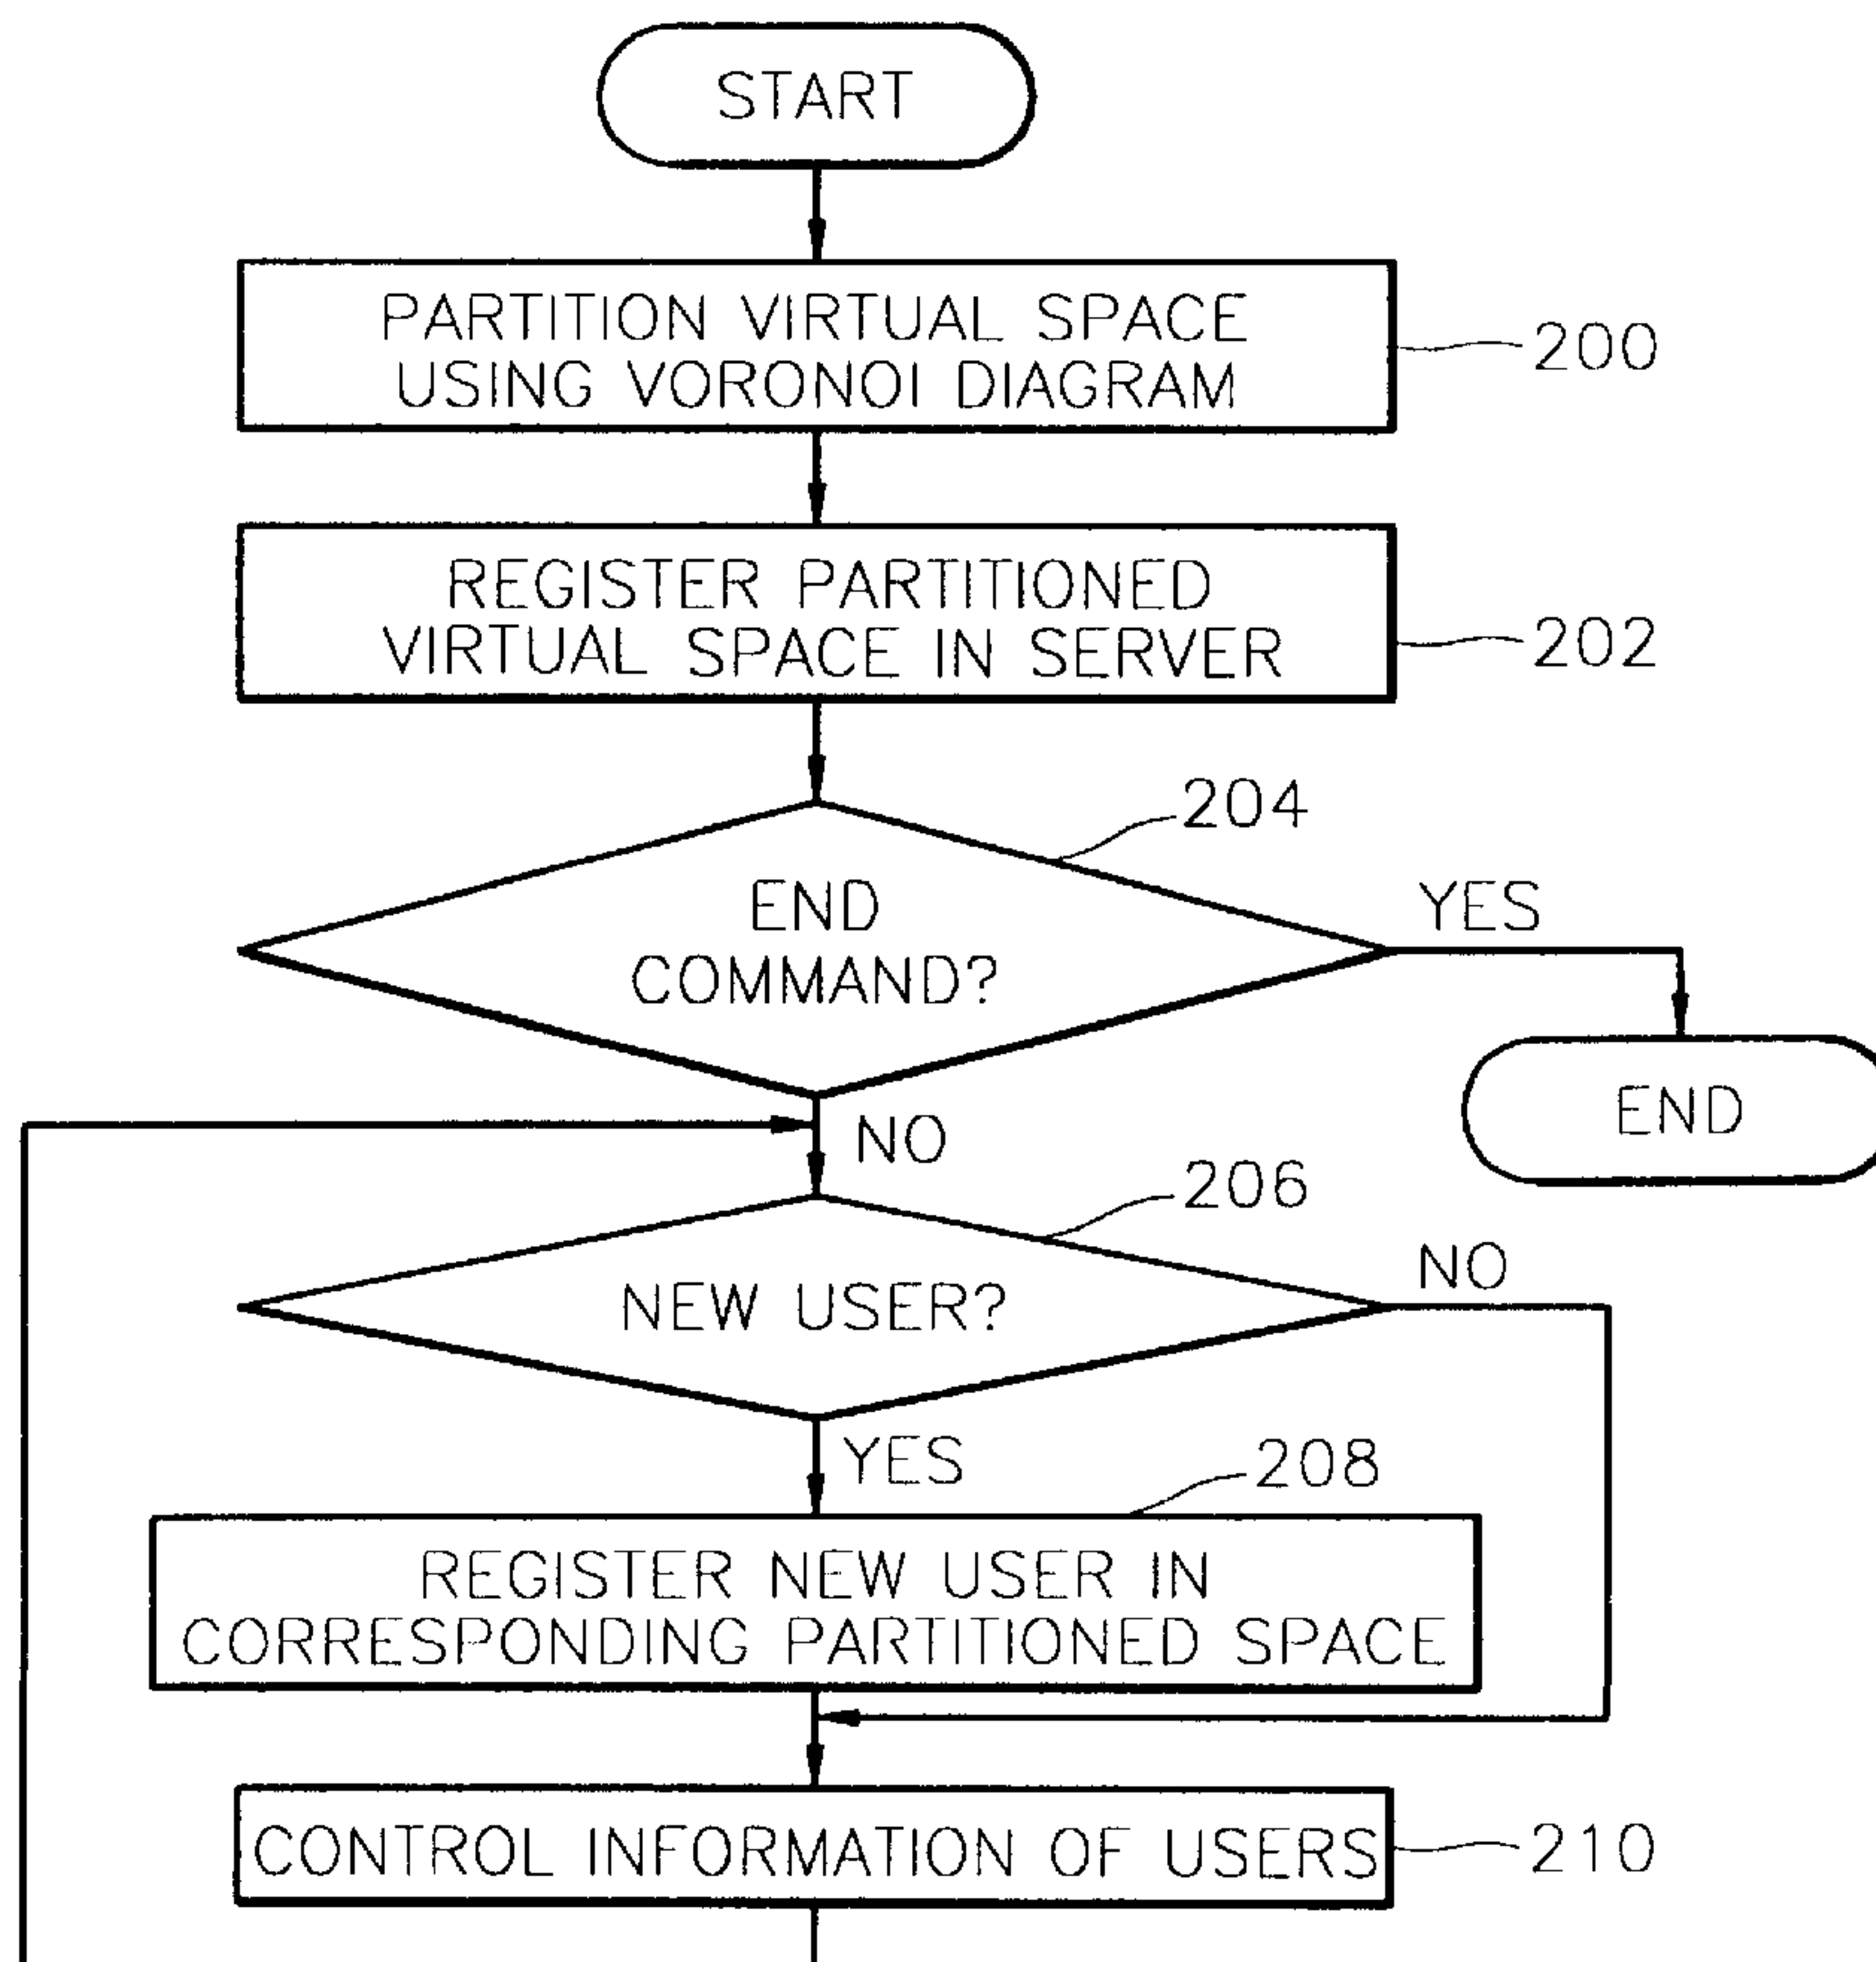 START
PARTITION VIRTUAL SPACE
USING VORONOI DIAGRAM
200
REGISTER PARTITIONED
VIRTUAL SPACE IN SERVER
202
204
END
COMMAND?
YES
END
NO
206
NEW USER?
NO
YES
208
REGISTER NEW USER IN
CORRESPONDING PARTITIONED SPACE
CONTROL INFORMATION OF USERS
210